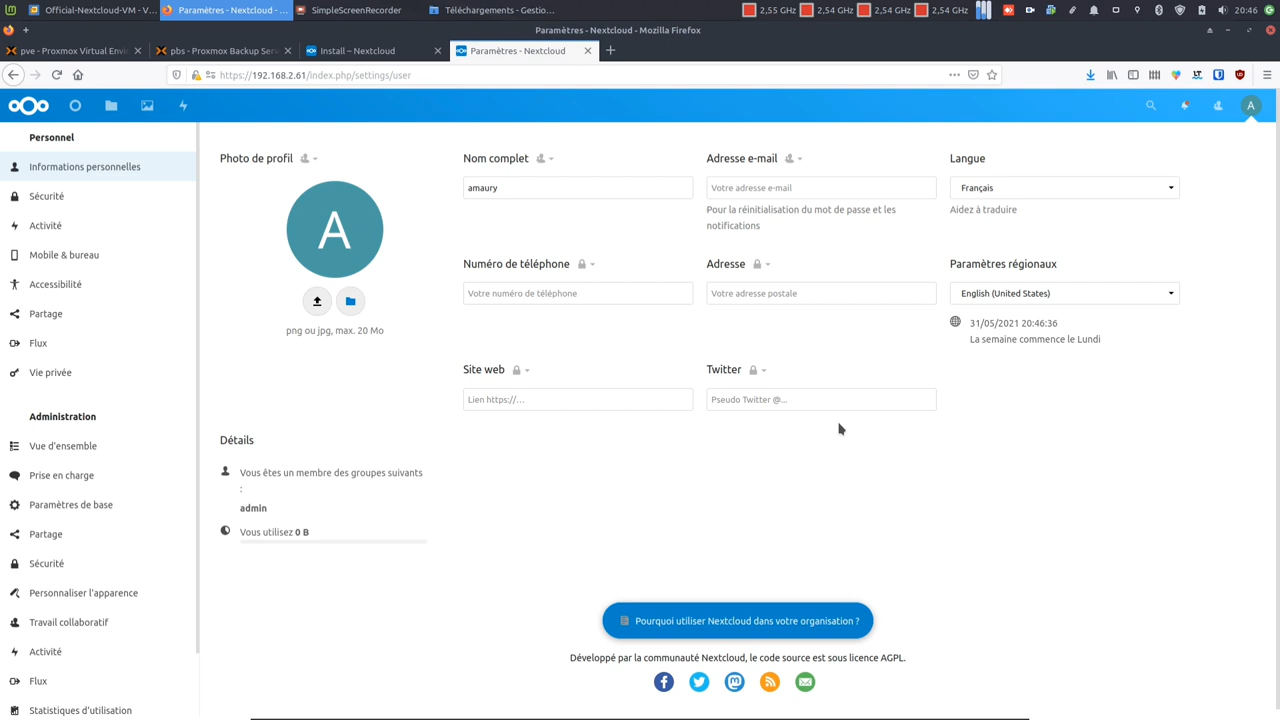 Official-Nextcloud-VM - V...
Paramètres - Nextcloud - ...
SimpleScreenRecorder
Téléchargements - Gestio...
2,55 GHz
2,54 GHz
2,54 GHz
2,54 GHz
20:46
Paramètres - Nextcloud - Mozilla Firefox
pve - Proxmox Virtual Envi
pbs - Proxmox Backup Serv
Install – Nextcloud
Paramètres - Nextcloud
https://192.168.2.61/index.php/settings/user
A
Personnel
Informations personnelles
Sécurité
Activité
Mobile & bureau
Accessibilité
Partage
Flux
Vie privée
Administration
Vue d'ensemble
Prise en charge
Paramètres de base
Partage
Sécurité
Personnaliser l'apparence
Travail collaboratif
Activité
Flux
Statistiques d'utilisation
Photo de profil
A
png ou jpg, max. 20 Mo
Nom complet
amaury
Adresse e-mail
Votre adresse e-mail
Pour la réinitialisation du mot de passe et les
notifications
Langue
Français
Aidez à traduire
Numéro de téléphone
Votre numéro de téléphone
Adresse
Votre adresse postale
Paramètres régionaux
English (United States)
31/05/2021 20:46:36
La semaine commence le Lundi
Site web
Lien https://...
Twitter
Pseudo Twitter @...
Détails
Vous êtes un membre des groupes suivants
:
admin
Vous utilisez 0 B
Pourquoi utiliser Nextcloud dans votre organisation ?
Développé par la communauté Nextcloud, le code source est sous licence AGPL.